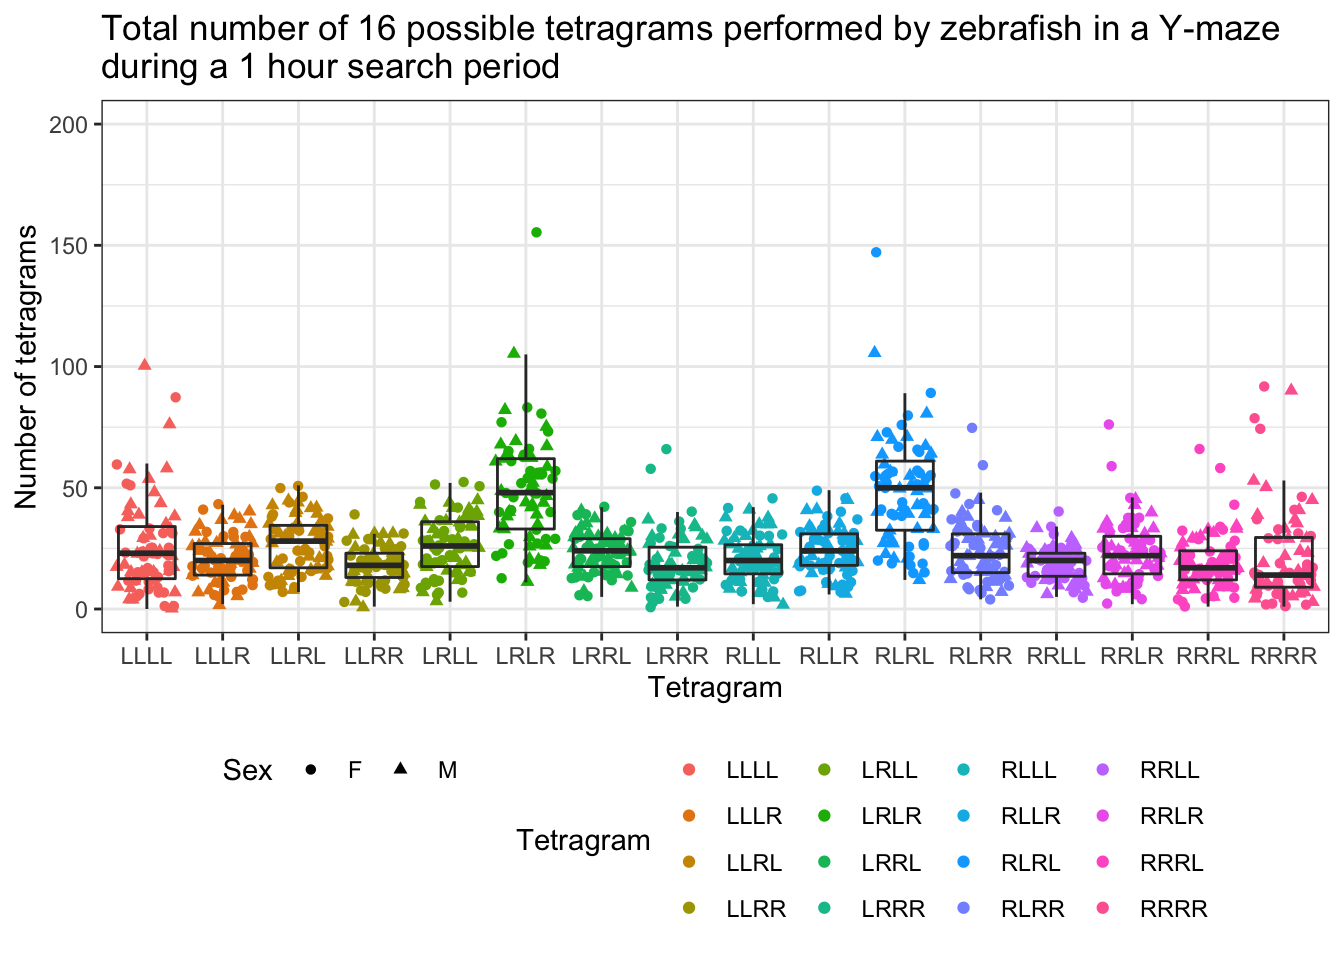 Total number of 16 possible tetragrams performed by zebrafish in a Y-maze
during a 1 hour search period
Number of tetragrams
200
150
100
50
0
LLLL LLLR LLRL LLRR LRLL LRLR LRRL LRRR RLLL RLLR RLRL RLRR RRLL RRLR RRRL RRRR
Tetragram
Sex F M
Tetragram
LLLL LRLL RLLL RRLL
LLLR LRLR RLLR RRLR
LLRL LRRL RLRL RRRL
LLRR LRRR RLRR RRRR